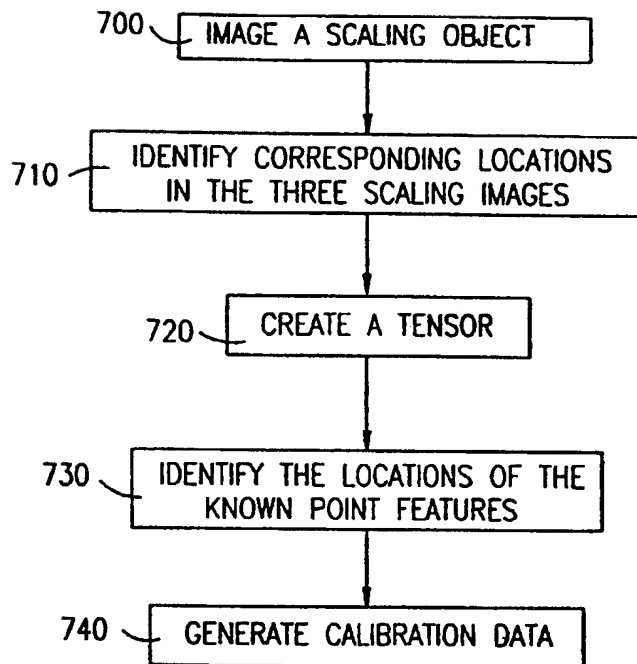 700 IMAGE A SCALING OBJECT
710 IDENTIFY CORRESPONDING LOCATIONS
IN THE THREE SCALING IMAGES
720 CREATE A TENSOR
730 IDENTIFY THE LOCATIONS OF THE
KNOWN POINT FEATURES
740 GENERATE CALIBRATION DATA